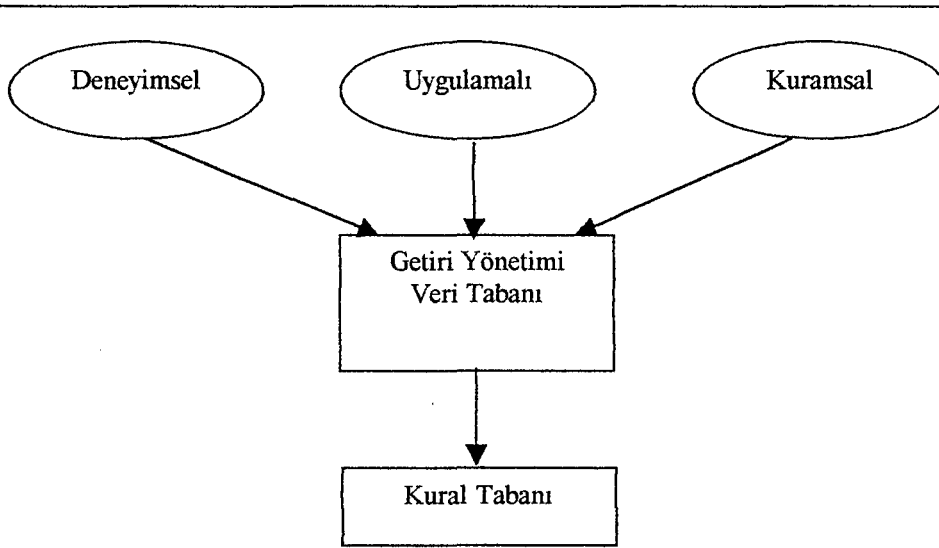 Deneyimsel
Uygulamalı
Kuramsal
Getiri Yönetimi
Veri Tabanı
Kural Tabanı